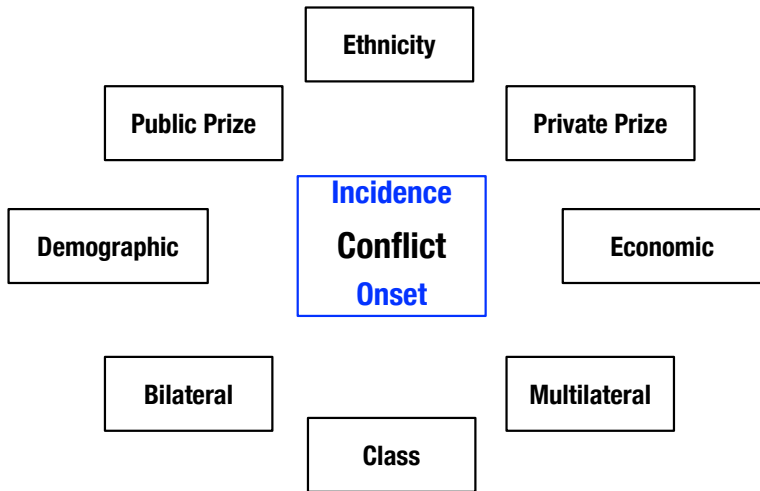 Ethnicity
Public Prize
Private Prize
Incidence
Demographic
Conflict
Economic
Onset
Bilateral
Multilateral
Class